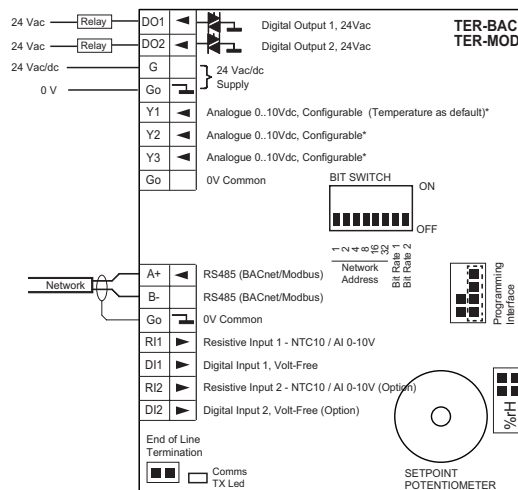 24 Vac
Relay
DO1
Digital Output 1, 24Vac
TER-BAC
TER-MOD
24 Vac
Relay
DO2
Digital Output 2, 24Vac
24 Vac/dc
G
24 Vac/dc
Supply
0 V
Go
Y1
Analogue 0..10Vdc, Configurable (Temperature as default)*
Y2
Analogue 0..10Vdc, Configurable*
Y3
Analogue 0..10Vdc, Configurable*
Go
0V Common
BIT SWITCH
ON
OFF
1
2
4
8
16
32
Bit Rate 1
Bit Rate 2
Network
Address
Network
A+
RS485 (BACnet/Modbus)
B-
RS485 (BACnet/Modbus)
Go
0V Common
Programming
Interface
RI1
Resistive Input 1 - NTC10 / AI 0-10V
DI1
Digital Input 1, Volt-Free
RI2
Resistive Input 2 - NTC10 / AI 0-10V (Option)
DI2
Digital Input 2, Volt-Free (Option)
Hr%
End of Line
Termination
Comms
TX Led
SETPOINT
POTENTIOMETER